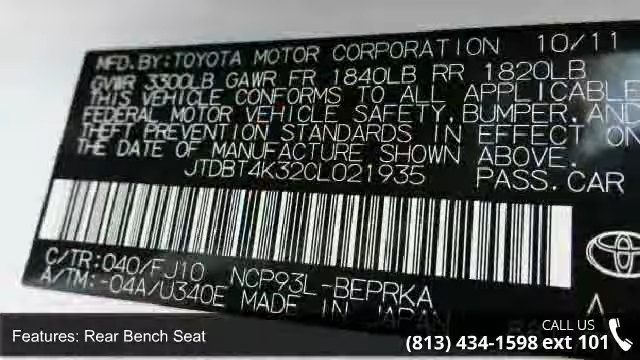 MFD.BY:TOYOTA MOTOR CORPORATION 10/11
GVWR 3300LB GAWR FR 1840LB RR 1820LB
THIS VEHICLE CONFORMS TO ALL APPLICABLE
FEDERAL MOTOR VEHICLE SAFETY,BUMPER,AND
THEFT PREVENTION STANDARDS IN EFFECT ON
THE DATE OF MANUFACTURE SHOWN ABOVE.
JTDBT4K32CL021935 PASS.CAR
C/TR:040/FJ10 NCP93L-BEPRKA
A/TM:-04A/U340E MADE IN JAPAN
Features: Rear Bench Seat
CALL US
(813) 434-1598 ext 101